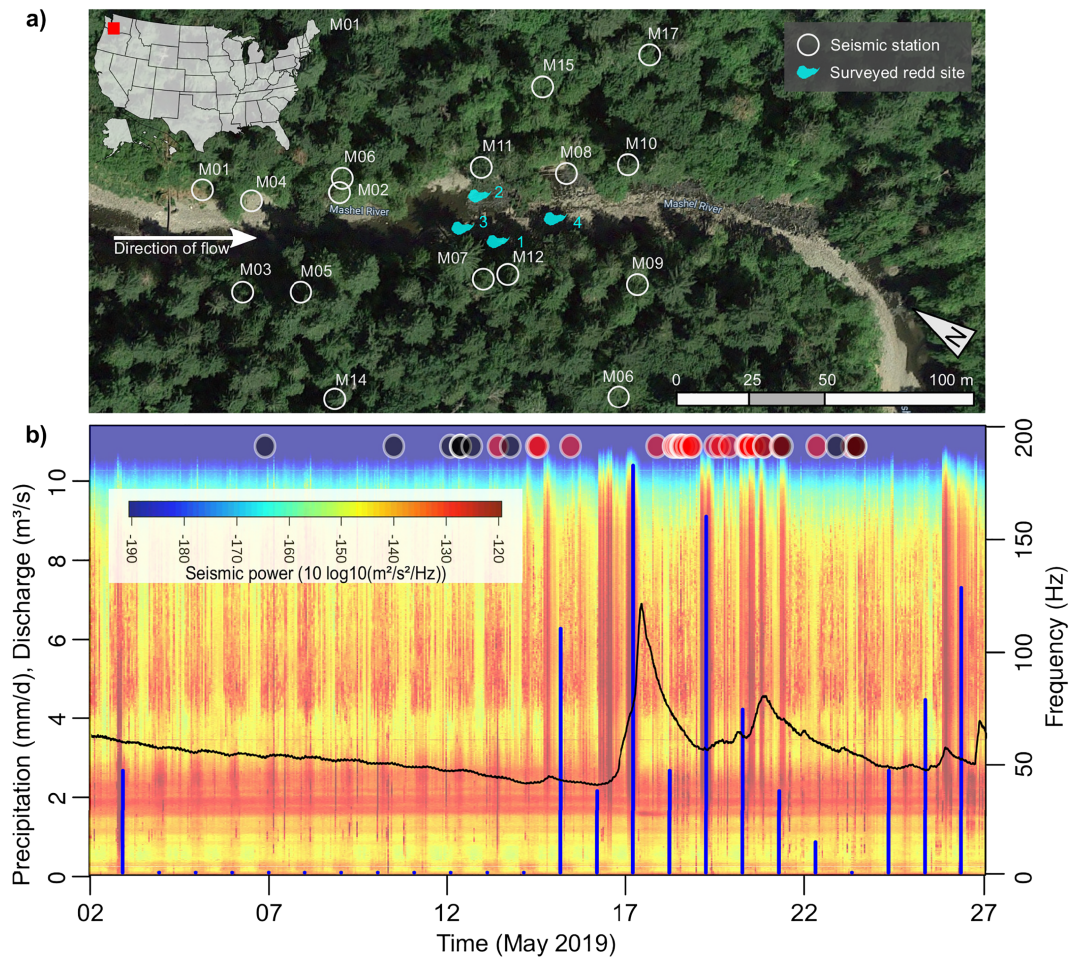 a)
M01
M17
Seismic station
M15
Surveyed redd site
M11
M06
M08
M10
M01
M04
M02
2
Mashel River
Mashel River
3
4
Direction of flow
1
M07
M12
M03
M05
M09
N
M14
M06
0 25 50 100 m
b)
200
10
150
8
-190 -180 -170 -160 -150 -140 -130 -120
Seismic power (10 log10(m²/s²/Hz))
6
100
4
50
2
0
0
Precipitation (mm/d), Discharge (m³/s)
Frequency (Hz)
02 07 12 17 22 27
Time (May 2019)